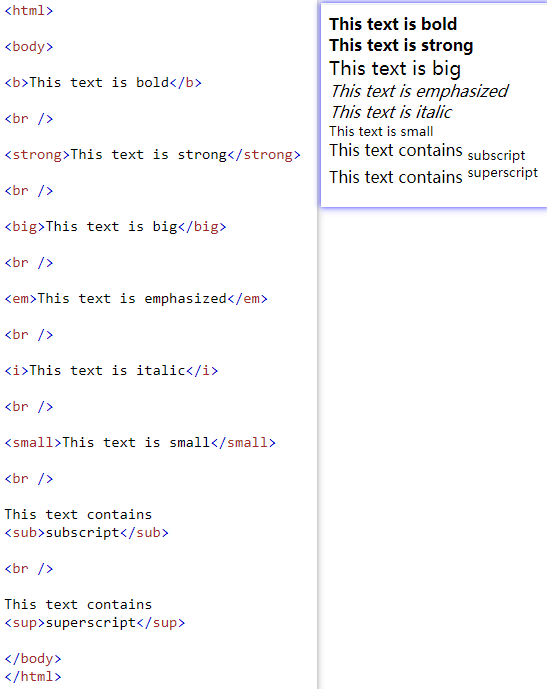 <html>
<body>
<b>This text is bold</b>
<br />
<strong>This text is strong</strong>
<br />
<big>This text is big</big>
<br />
<em>This text is emphasized</em>
<br />
<i>This text is italic</i>
<br />
<small>This text is small</small>
<br />
This text contains
<sub>subscript</sub>
<br />
This text contains
<sup>superscript</sup>
</body>
</html>
This text is bold
This text is strong
This text is big
This text is emphasized
This text is italic
This text is small
This text contains subscript
This text contains superscript